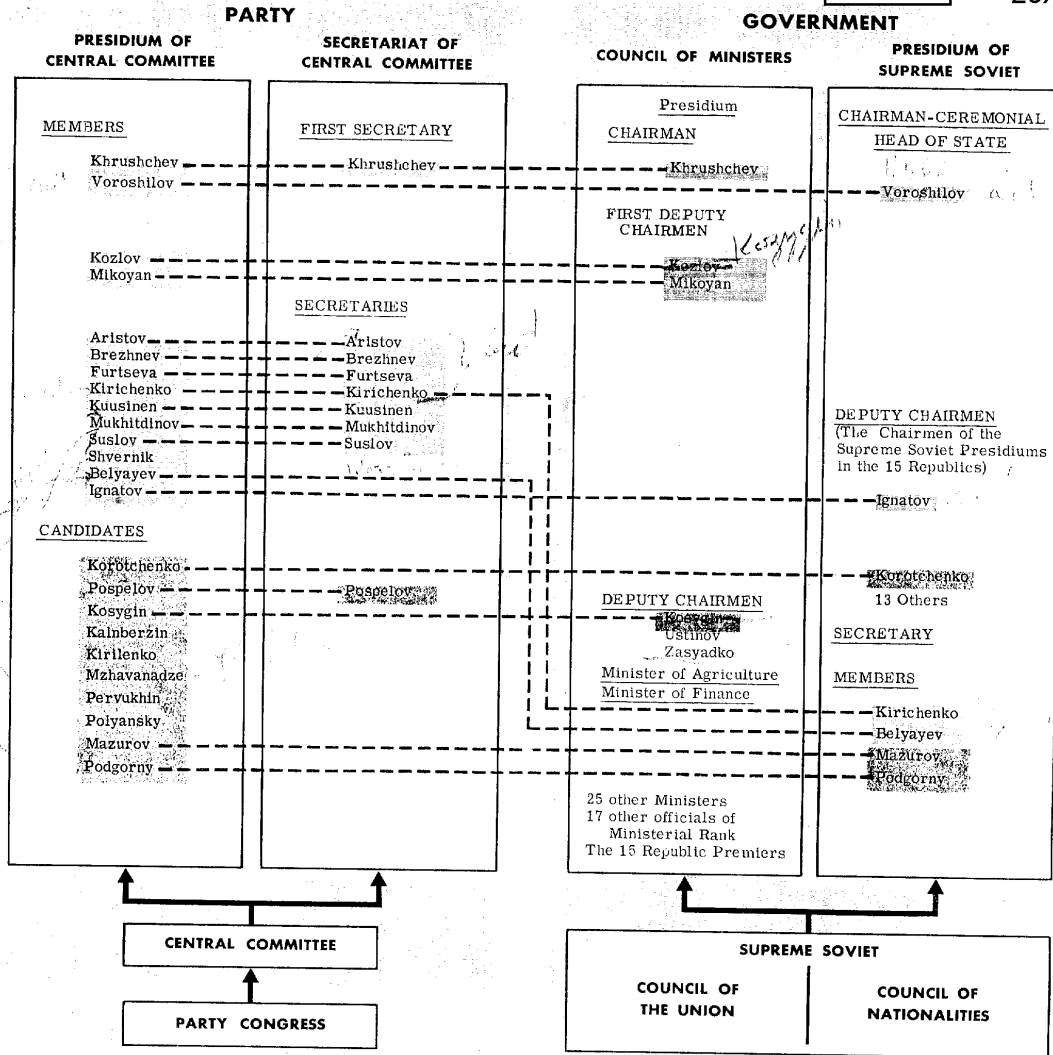 PARTY
PRESIDIUM OF
CENTRAL COMMITTEE
MEMBERS
Khrushchev
Voroshilov
Kozlov
Mikoyan
Aristov
Brezhnev
Furtseva
Kirichenko
Kuusinen
Mukhitdinov
Suslov
Shvernik
Belyayev
Ignatov
CANDIDATES
Korotchenko
Pospelov
Kosygin
Kalnberzin
Kirilenko
Mzhavanadze
Pervukhin
Polyansky
Mazurov
Podgorny
SECRETARIAT OF
CENTRAL COMMITTEE
FIRST SECRETARY
Khrushchev
SECRETARIES
Aristov
Brezhnev
Furtseva
Kirichenko
Kuusinen
Mukhitdinov
Suslov
Pospelov
CENTRAL COMMITTEE
PARTY CONGRESS
GOVERNMENT
COUNCIL OF MINISTERS
Presidium
CHAIRMAN
Khrushchev
FIRST DEPUTY
CHAIRMEN
Kozlov
Mikoyan
DEPUTY CHAIRMEN
Kosygin
Ustinov
Zasyadko
Minister of Agriculture
Minister of Finance
25 other Ministers
17 other officials of
Ministerial Rank
The 15 Republic Premiers
PRESIDIUM OF
SUPREME SOVIET
CHAIRMAN-CEREMONIAL
HEAD OF STATE
Voroshilov
DEPUTY CHAIRMEN
(The Chairmen of the
Supreme Soviet Presidiums
in the 15 Republics)
Ignatov
Korotchenko
13 Others
SECRETARY
MEMBERS
Kirichenko
Belyayev
Mazurov
Podgorny
SUPREME SOVIET
COUNCIL OF
THE UNION
COUNCIL OF
NATIONALITIES